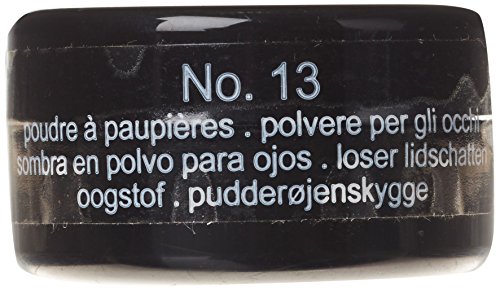 No. 13
poudre à paupières . polvere per gli occhi
sombra en polvo para ojos . loser lidschatten
oogstof . pudderøjenskygge